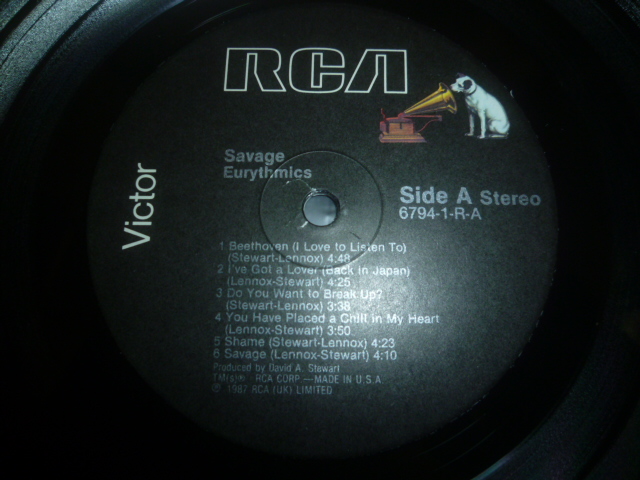 RCA
Victor
Savage
Eurythmics
Side A Stereo
6794-1-R-A
1 Beethoven (I Love to Listen To)
(Stewart-Lennox) 4:48
2 I've Got a Lover (Back In Japan)
(Lennox-Stewart) 4:25
3 Do You Want to Break Up?
(Stewart-Lennox) 3:38
4 You Have Placed a Chill in My Heart
(Lennox-Stewart) 3:50
5 Shame (Stewart-Lennox) 4:23
6 Savage (Lennox-Stewart) 4:10
Produced by David A. Stewart
TM(s)® RCA CORP.—MADE IN U.S.A.
℗ 1987 RCA (UK) LIMITED